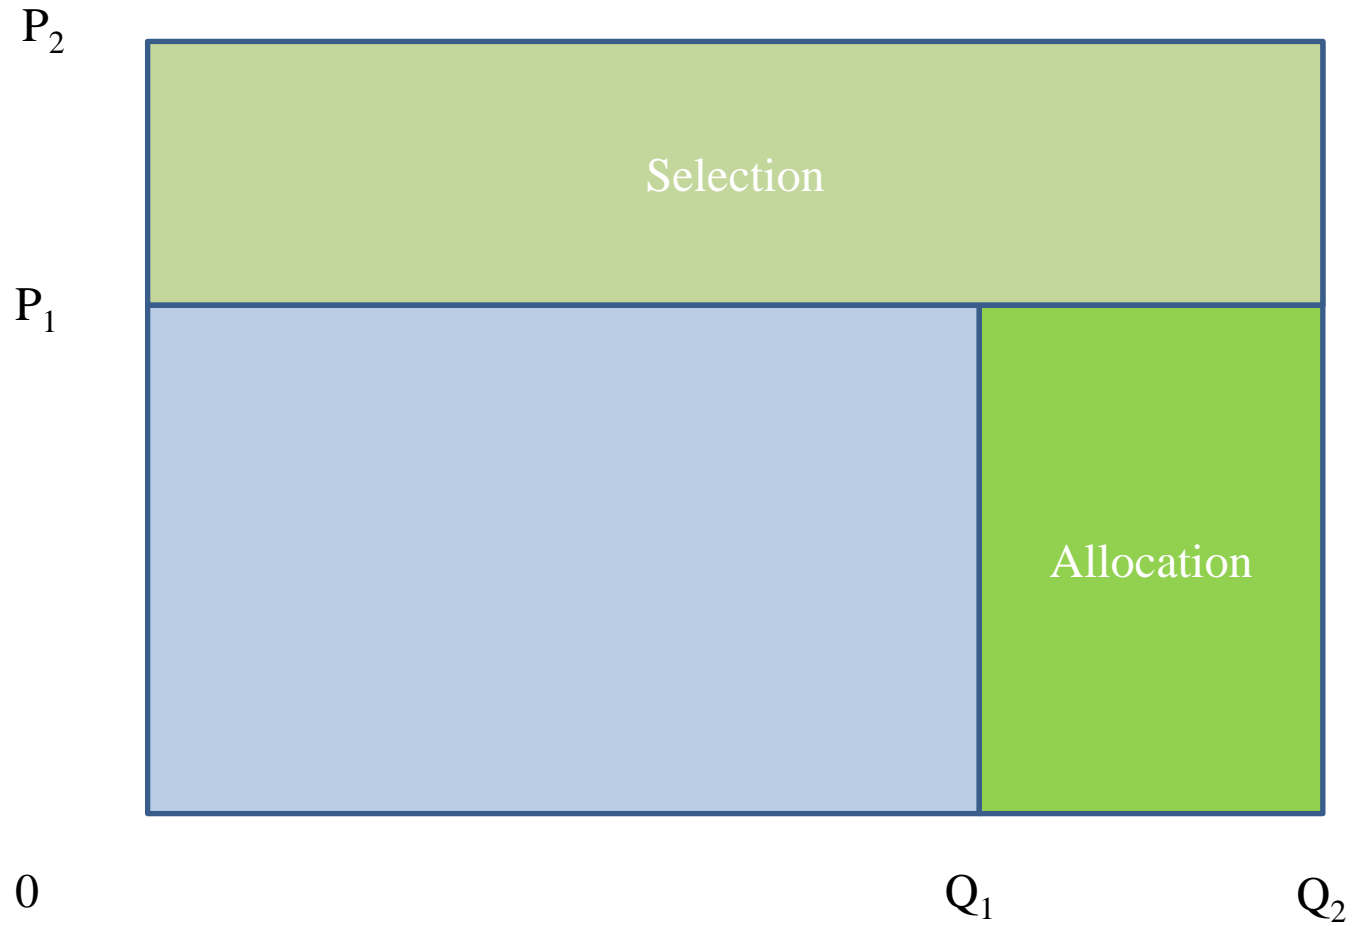 P₂
Selection
P₁
Allocation
0 Q₁ Q₂